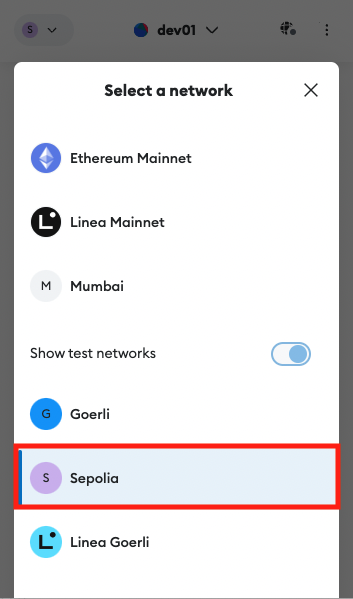 S
dev01
Select a network
Ethereum Mainnet
L Linea Mainnet
M Mumbai
Show test networks
G Goerli
S Sepolia
L Linea Goerli